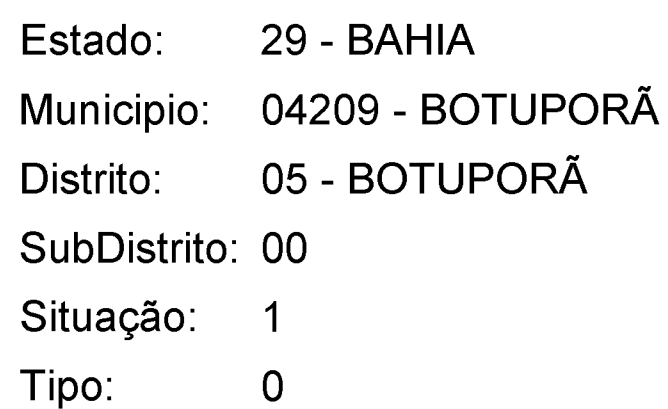 Estado: 29 - BAHIA
Municipio: 04209 - BOTUPORÃ
Distrito: 05 - BOTUPORÃ
SubDistrito: 00
Situação: 1
Tipo: 0